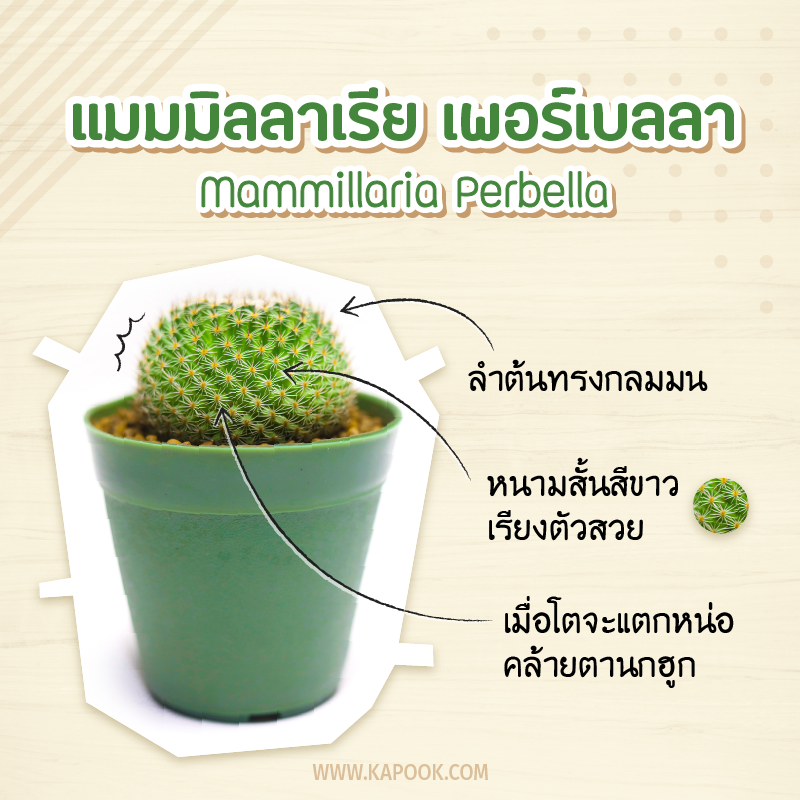 แมมมิลลาเรีย เพอร์เบลลา
Mammillaria Perbella
ลำต้นทรงกลมมน
หนามสั้นสีขาว
เรียงตัวสวย
เมื่อโตจะแตกหน่อ
คล้ายตานกฮูก
WWW.KAPOOK.COM